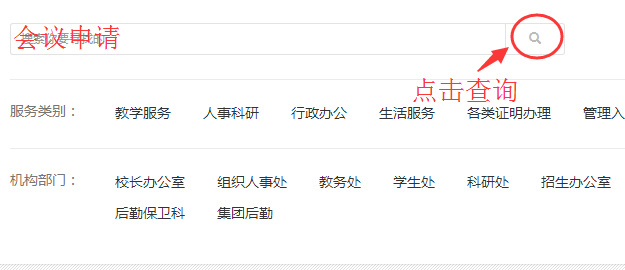 会议申请
点击查询
服务类别： 教学服务 人事科研 行政办公 生活服务 各类证明办理 管理入
机构部门： 校长办公室 组织人事处 教务处 学生处 科研处 招生办公室
后勤保卫科 集团后勤